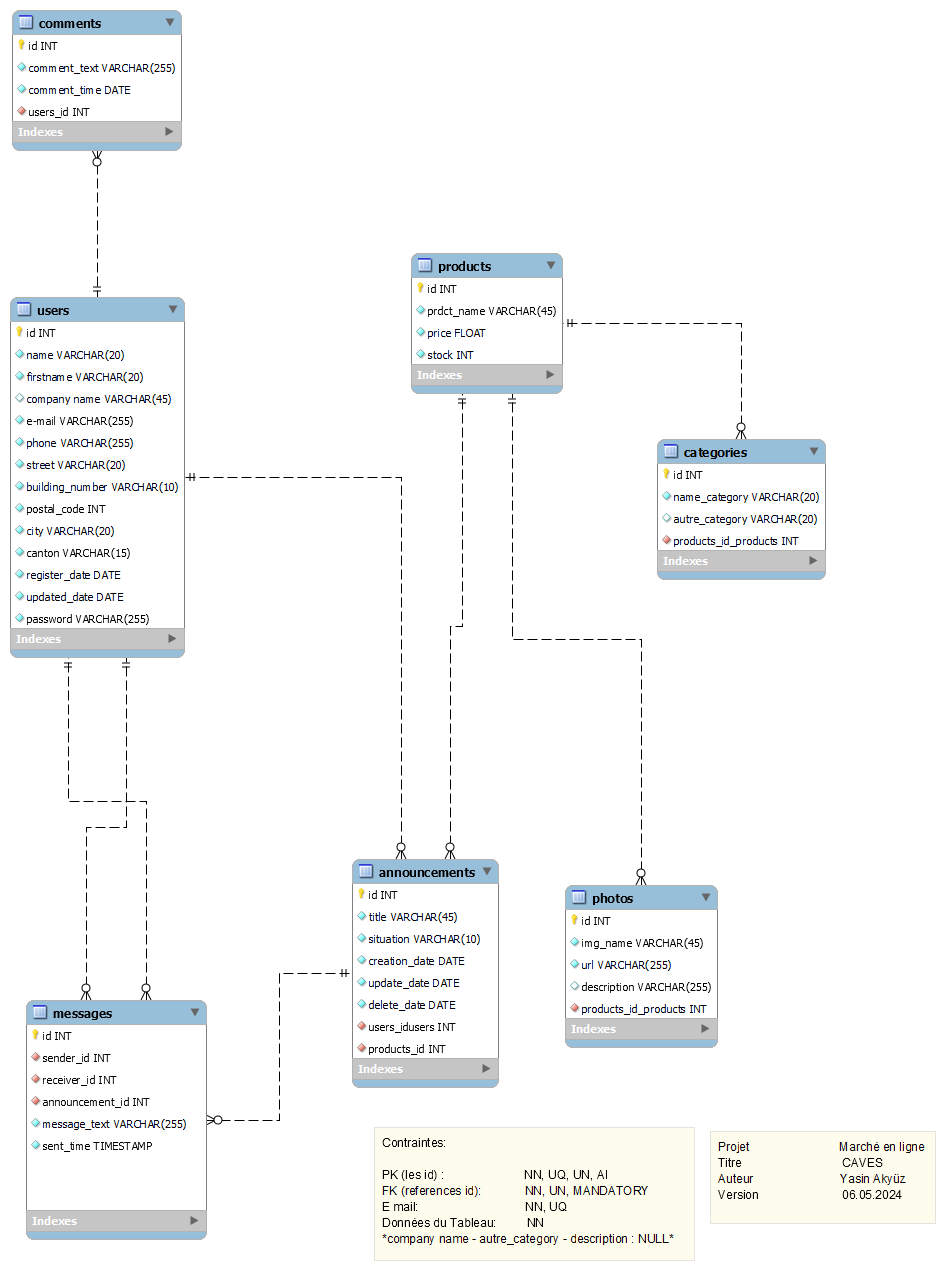 comments
id INT
comment_text VARCHAR(255)
comment_time DATE
users_id INT
Indexes
users
id INT
name VARCHAR(20)
firstname VARCHAR(20)
company name VARCHAR(45)
e-mail VARCHAR(255)
phone VARCHAR(255)
street VARCHAR(20)
building_number VARCHAR(10)
postal_code INT
city VARCHAR(20)
canton VARCHAR(15)
register_date DATE
updated_date DATE
password VARCHAR(255)
Indexes
products
id INT
prdct_name VARCHAR(45)
price FLOAT
stock INT
Indexes
categories
id INT
name_category VARCHAR(20)
autre_category VARCHAR(20)
products_id_products INT
Indexes
announcements
id INT
title VARCHAR(45)
situation VARCHAR(10)
creation_date DATE
update_date DATE
delete_date DATE
users_idusers INT
products_id INT
Indexes
photos
id INT
img_name VARCHAR(45)
url VARCHAR(255)
description VARCHAR(255)
products_id_products INT
Indexes
messages
id INT
sender_id INT
receiver_id INT
announcement_id INT
message_text VARCHAR(255)
sent_time TIMESTAMP
Indexes
Contraintes:
PK (les id) : NN, UQ, UN, AI
FK (references id): NN, UN, MANDATORY
E mail: NN, UQ
Données du Tableau: NN
*company name - autre_category - description : NULL*
Projet Marché en ligne
Titre CAVES
Auteur Yasin Akyüz
Version 06.05.2024